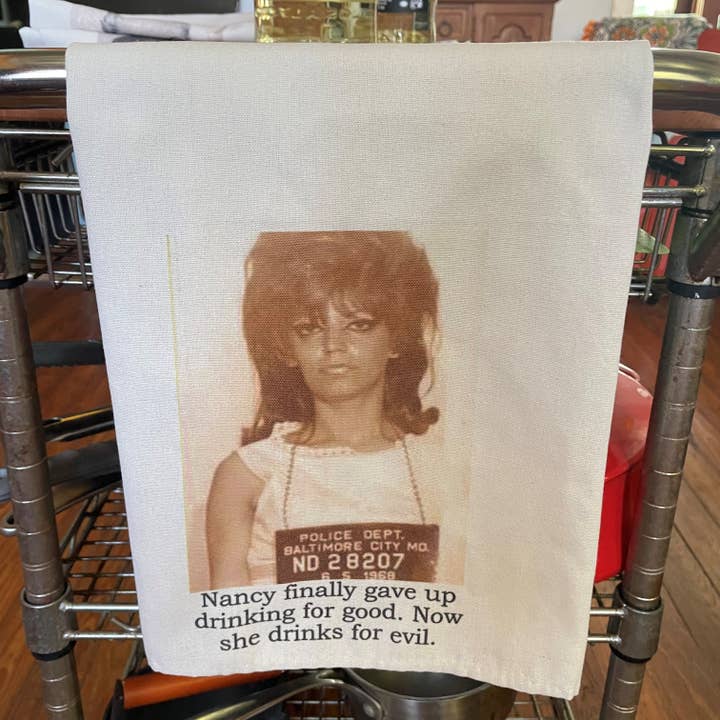 POLICE DEPT.
BALTIMORE CITY MD.
ND 28207
6 5 1968
Nancy finally gave up
drinking for good. Now
she drinks for evil.